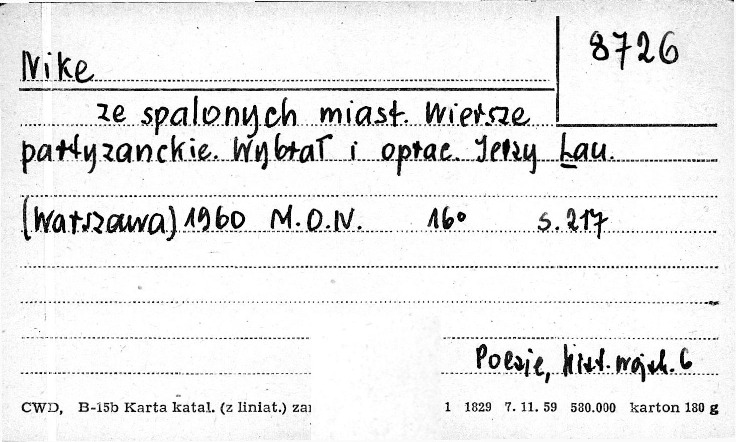 8726
Nike
ze spalonych miast. Wiersze
partyzanckie. Wybrał i oprac. Jerzy Lau.
(Warszawa) 1960 M.O.N. 16° s. 217
Poezje, hist. wojsk. 6
CWD, B-15b Karta katal. (z liniat.) zam 1 1829 7. 11. 59 580.000 karton 180 g